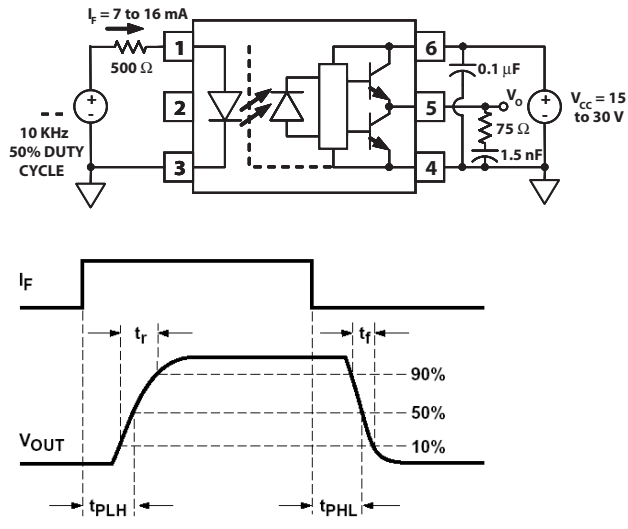 I_F = 7 to 16 mA
1
500 Ω
2
3
+
-
10 KHz
50% DUTY
CYCLE
6
5
4
0.1 µF
V_O
75 Ω
1.5 nF
+
-
V_CC = 15
to 30 V
I_F
t_r
t_f
90%
50%
10%
V_OUT
t_PLH
t_PHL